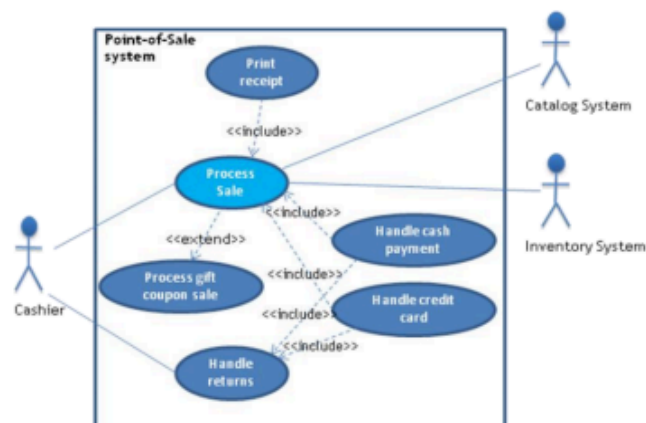 Point-of-Sale
system
Print
receipt
Catalog System
<<include>>
Process
Sale
<<include>>
Handle cash
payment
Inventory System
<<extend>>
Process gift
coupon sale
<<include>>
Handle credit
card
Cashier
<<include>>
<<include>>
Handle
returns